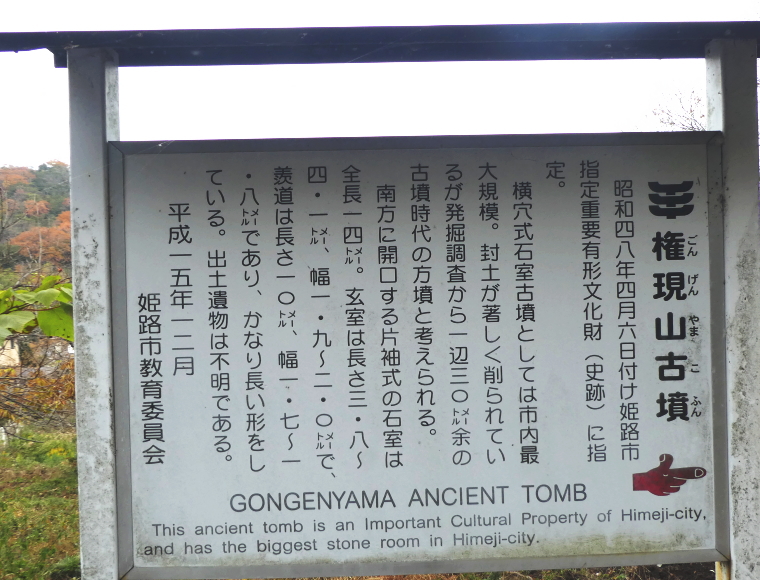 権現山古墳
ごんげんやまこふん
昭和四八年四月六日付け姫路市
指定重要有形文化財（史跡）に指
定。
横穴式石室古墳としては市内最
大規模。封土が著しく削られてい
るが発掘調査から一辺三〇㍍余の
古墳時代の方墳と考えられる。
南方に開口する片袖式の石室は
全長一四㍍。玄室は長さ三・八～
四・一㍍、幅一・九～二・〇㍍で、
羨道は長さ一〇㍍、幅一・七～一
・八㍍であり、かなり長い形をし
ている。出土遺物は不明である。
平成一五年一二月
姫路市教育委員会
GONGENYAMA ANCIENT TOMB
This ancient tomb is an Important Cultural Property of Himeji-city,
and has the biggest stone room in Himeji-city.